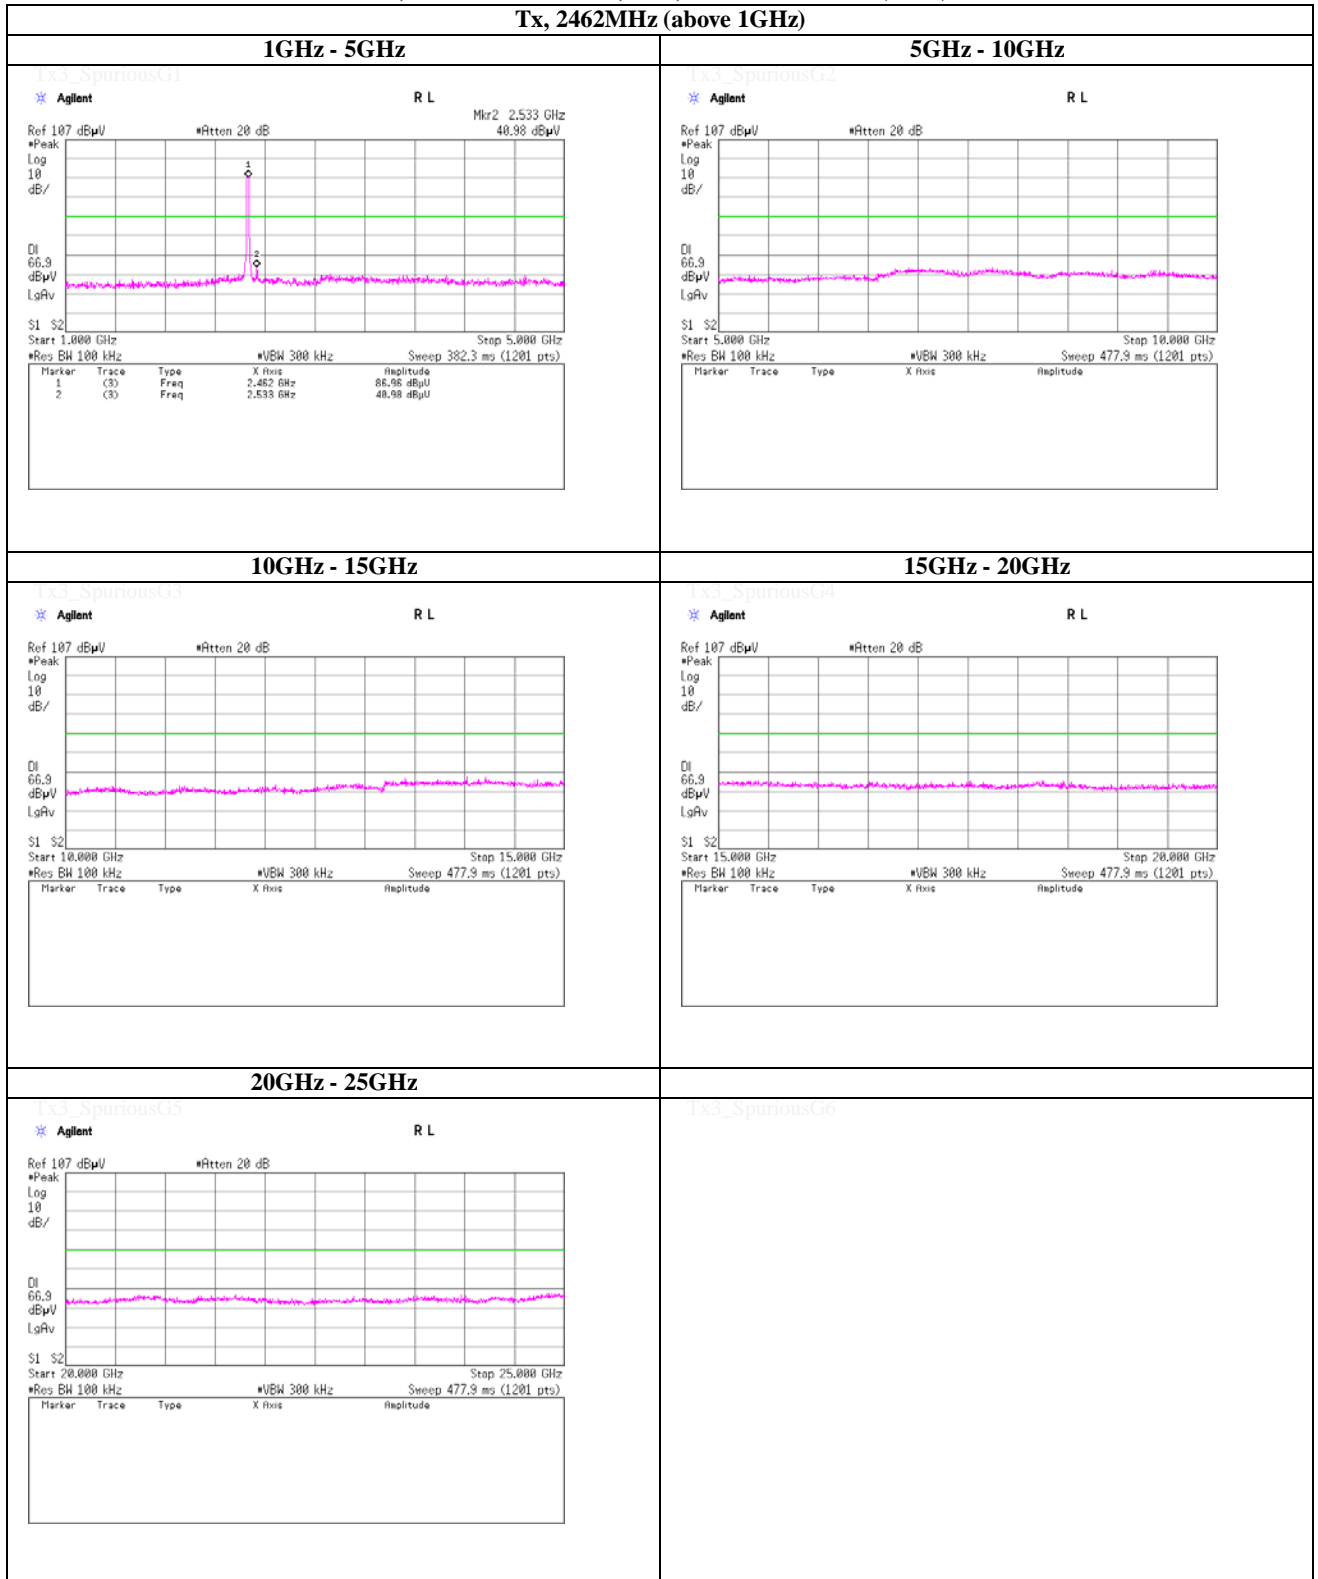 Tx, 2462MHz (above 1GHz)
1GHz - 5GHz
5GHz - 10GHz
Tx3_SpuriousG1
Agilent R L
Mkr2 2.533 GHz
Ref 107 dBµV #Atten 20 dB 40.98 dBµV
#Peak
Log
10
dB/
1
2
DI
66.9
dBµV
LgAv
S1 S2
Start 1.000 GHz Stop 5.000 GHz
#Res BW 100 kHz #VBW 300 kHz Sweep 382.3 ms (1201 pts)
Marker Trace Type X Axis Amplitude
1 (3) Freq 2.462 GHz 86.96 dBµV
2 (3) Freq 2.533 GHz 40.98 dBµV
Tx3_SpuriousG2
Agilent R L
Ref 107 dBµV #Atten 20 dB
#Peak
Log
10
dB/
DI
66.9
dBµV
LgAv
S1 S2
Start 5.000 GHz Stop 10.000 GHz
#Res BW 100 kHz #VBW 300 kHz Sweep 477.9 ms (1201 pts)
Marker Trace Type X Axis Amplitude
10GHz - 15GHz
15GHz - 20GHz
Tx3_SpuriousG3
Agilent R L
Ref 107 dBµV #Atten 20 dB
#Peak
Log
10
dB/
DI
66.9
dBµV
LgAv
S1 S2
Start 10.000 GHz Stop 15.000 GHz
#Res BW 100 kHz #VBW 300 kHz Sweep 477.9 ms (1201 pts)
Marker Trace Type X Axis Amplitude
Tx3_SpuriousG4
Agilent R L
Ref 107 dBµV #Atten 20 dB
#Peak
Log
10
dB/
DI
66.9
dBµV
LgAv
S1 S2
Start 15.000 GHz Stop 20.000 GHz
#Res BW 100 kHz #VBW 300 kHz Sweep 477.9 ms (1201 pts)
Marker Trace Type X Axis Amplitude
20GHz - 25GHz
Tx3_SpuriousG5
Agilent R L
Ref 107 dBµV #Atten 20 dB
#Peak
Log
10
dB/
DI
66.9
dBµV
LgAv
S1 S2
Start 20.000 GHz Stop 25.000 GHz
#Res BW 100 kHz #VBW 300 kHz Sweep 477.9 ms (1201 pts)
Marker Trace Type X Axis Amplitude
Tx3_SpuriousG6